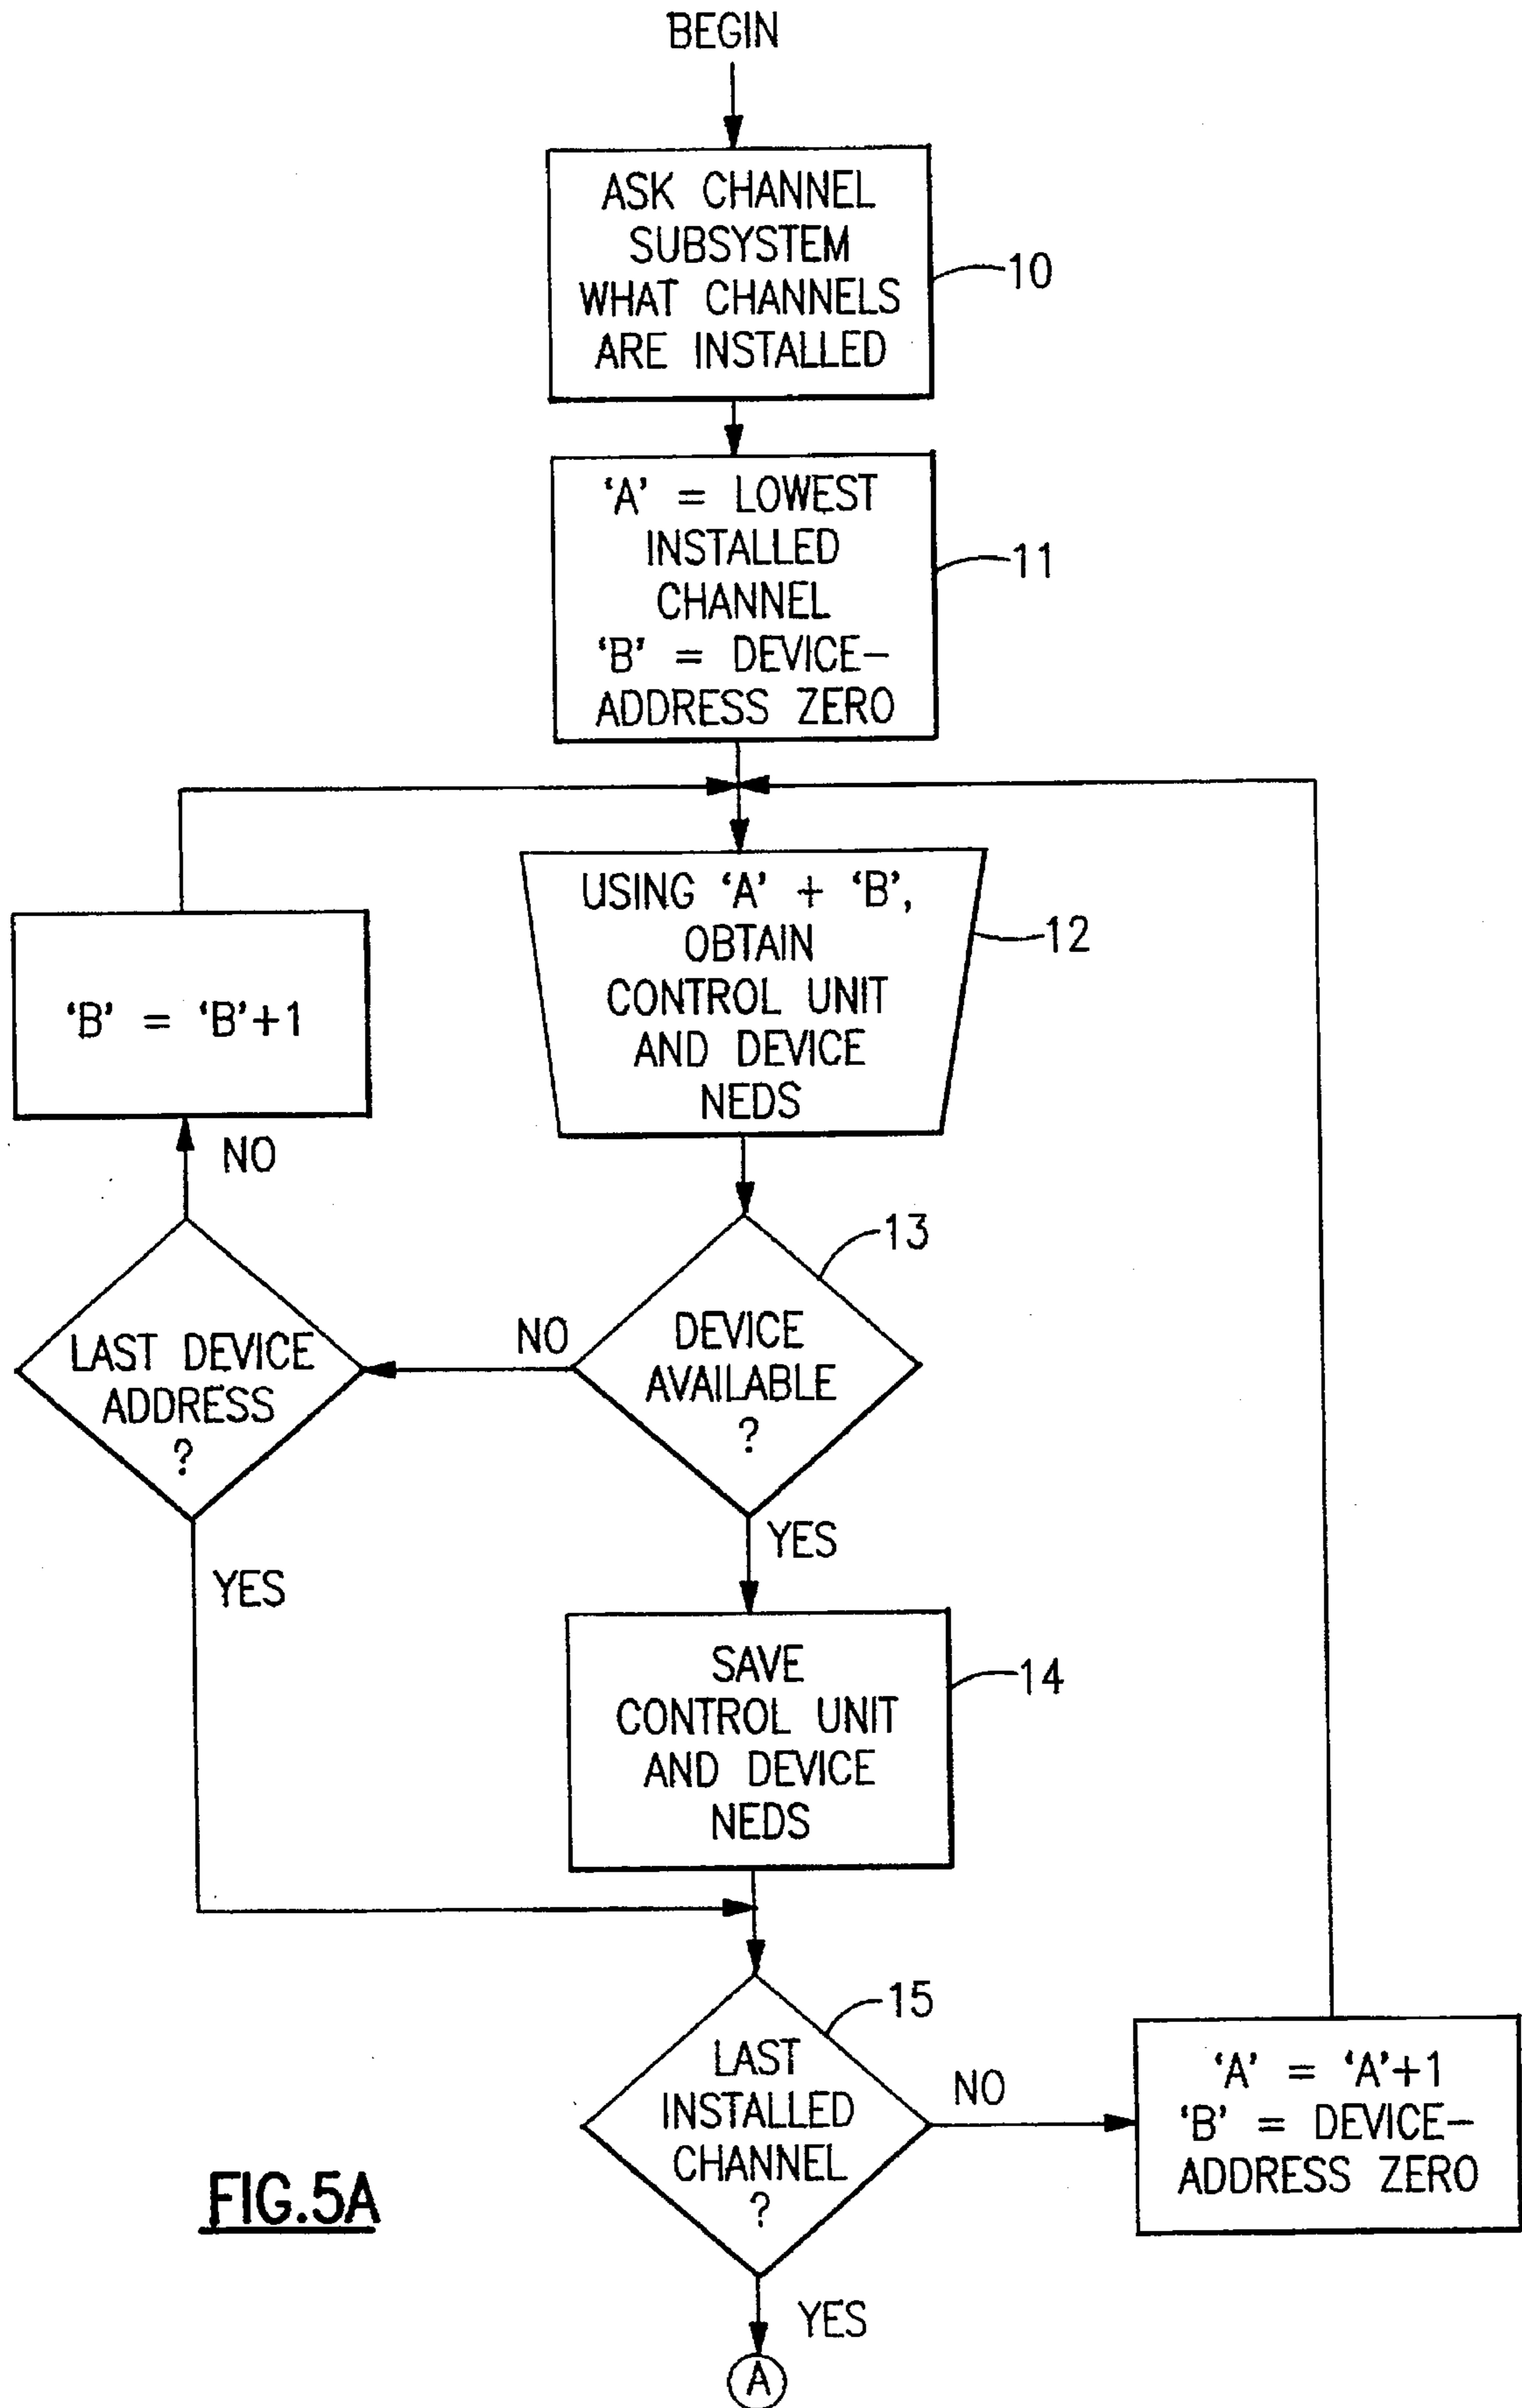 BEGIN
ASK CHANNEL
SUBSYSTEM
WHAT CHANNELS
ARE INSTALLED
10
‘A’ = LOWEST
INSTALLED
CHANNEL
‘B’ = DEVICE–
ADDRESS ZERO
11
USING ‘A’ + ‘B’,
OBTAIN
CONTROL UNIT
AND DEVICE
NEDS
12
‘B’ = ‘B’+1
NO
13
DEVICE
AVAILABLE
?
NO
LAST DEVICE
ADDRESS
?
YES
YES
SAVE
CONTROL UNIT
AND DEVICE
NEDS
14
15
LAST
INSTALLED
CHANNEL
?
NO
‘A’ = ‘A’+1
‘B’ = DEVICE–
ADDRESS ZERO
FIG.5A
YES
A